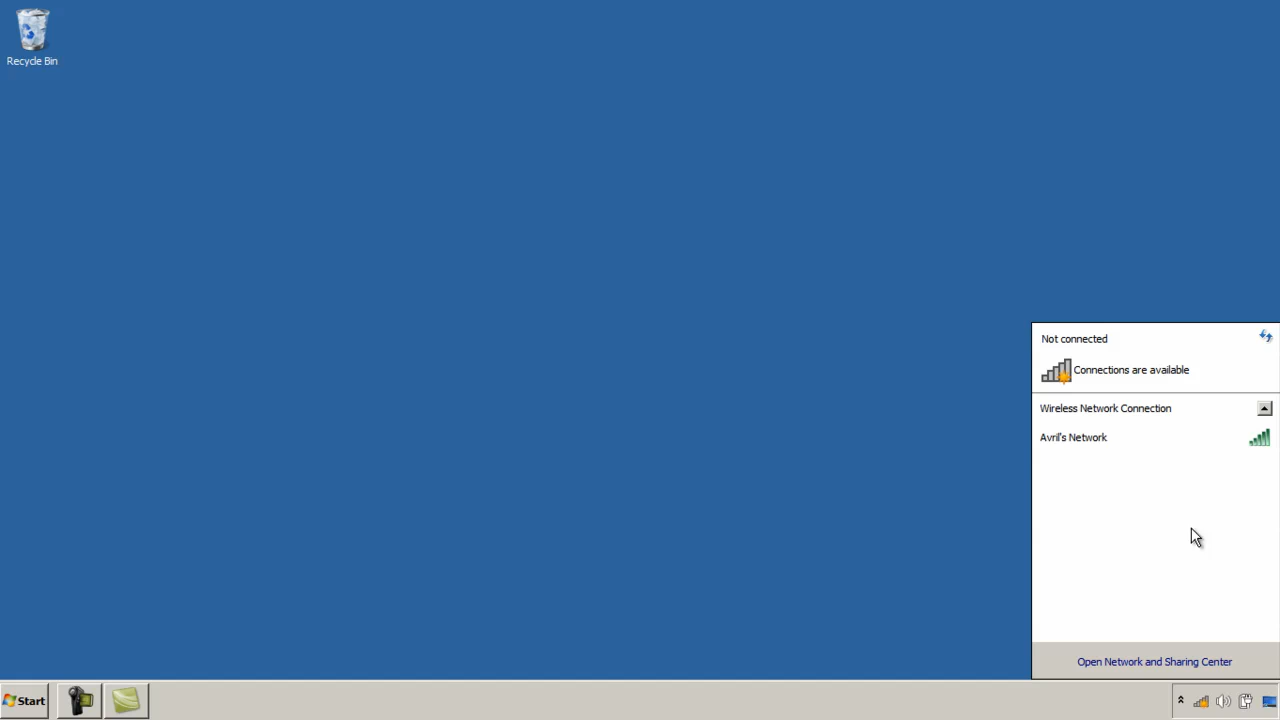 Recycle Bin
Not connected
Connections are available
Wireless Network Connection
Avril's Network
Open Network and Sharing Center
Start